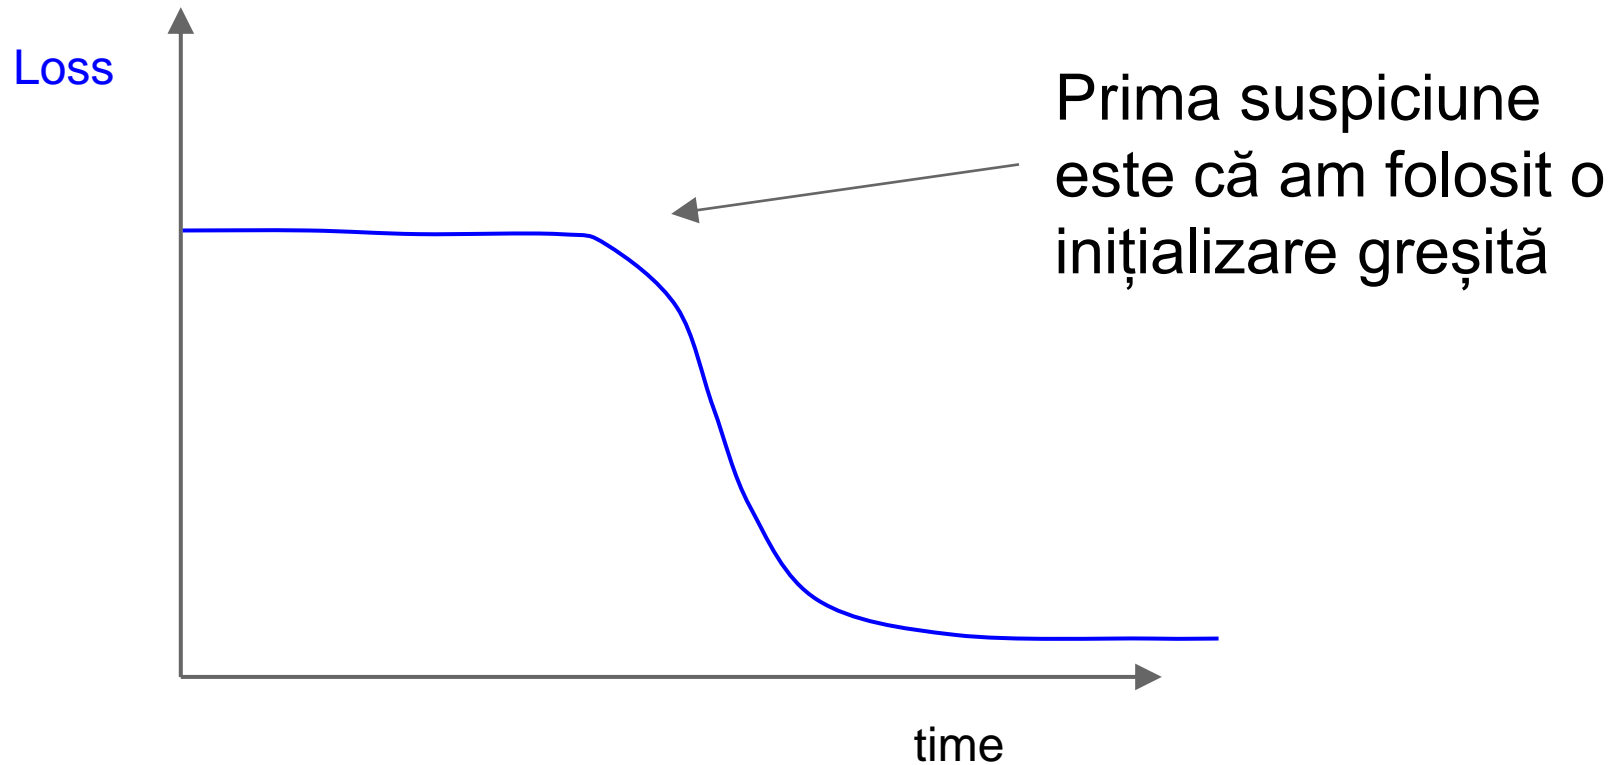 Loss
Prima suspiciune
este că am folosit o
inițializare greșită
time